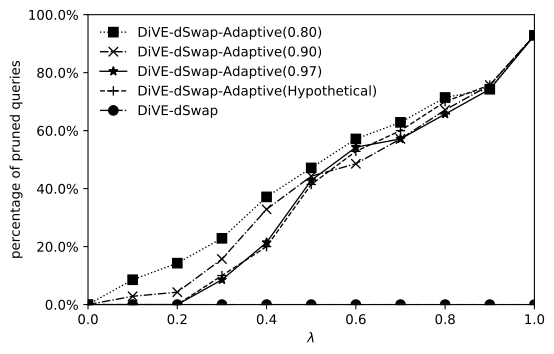 100.0%
80.0%
60.0%
40.0%
20.0%
0.0%
percentage of pruned queries
DiVE-dSwap-Adaptive(0.80)
DiVE-dSwap-Adaptive(0.90)
DiVE-dSwap-Adaptive(0.97)
DiVE-dSwap-Adaptive(Hypothetical)
DiVE-dSwap
0.0 0.2 0.4 0.6 0.8 1.0
λ